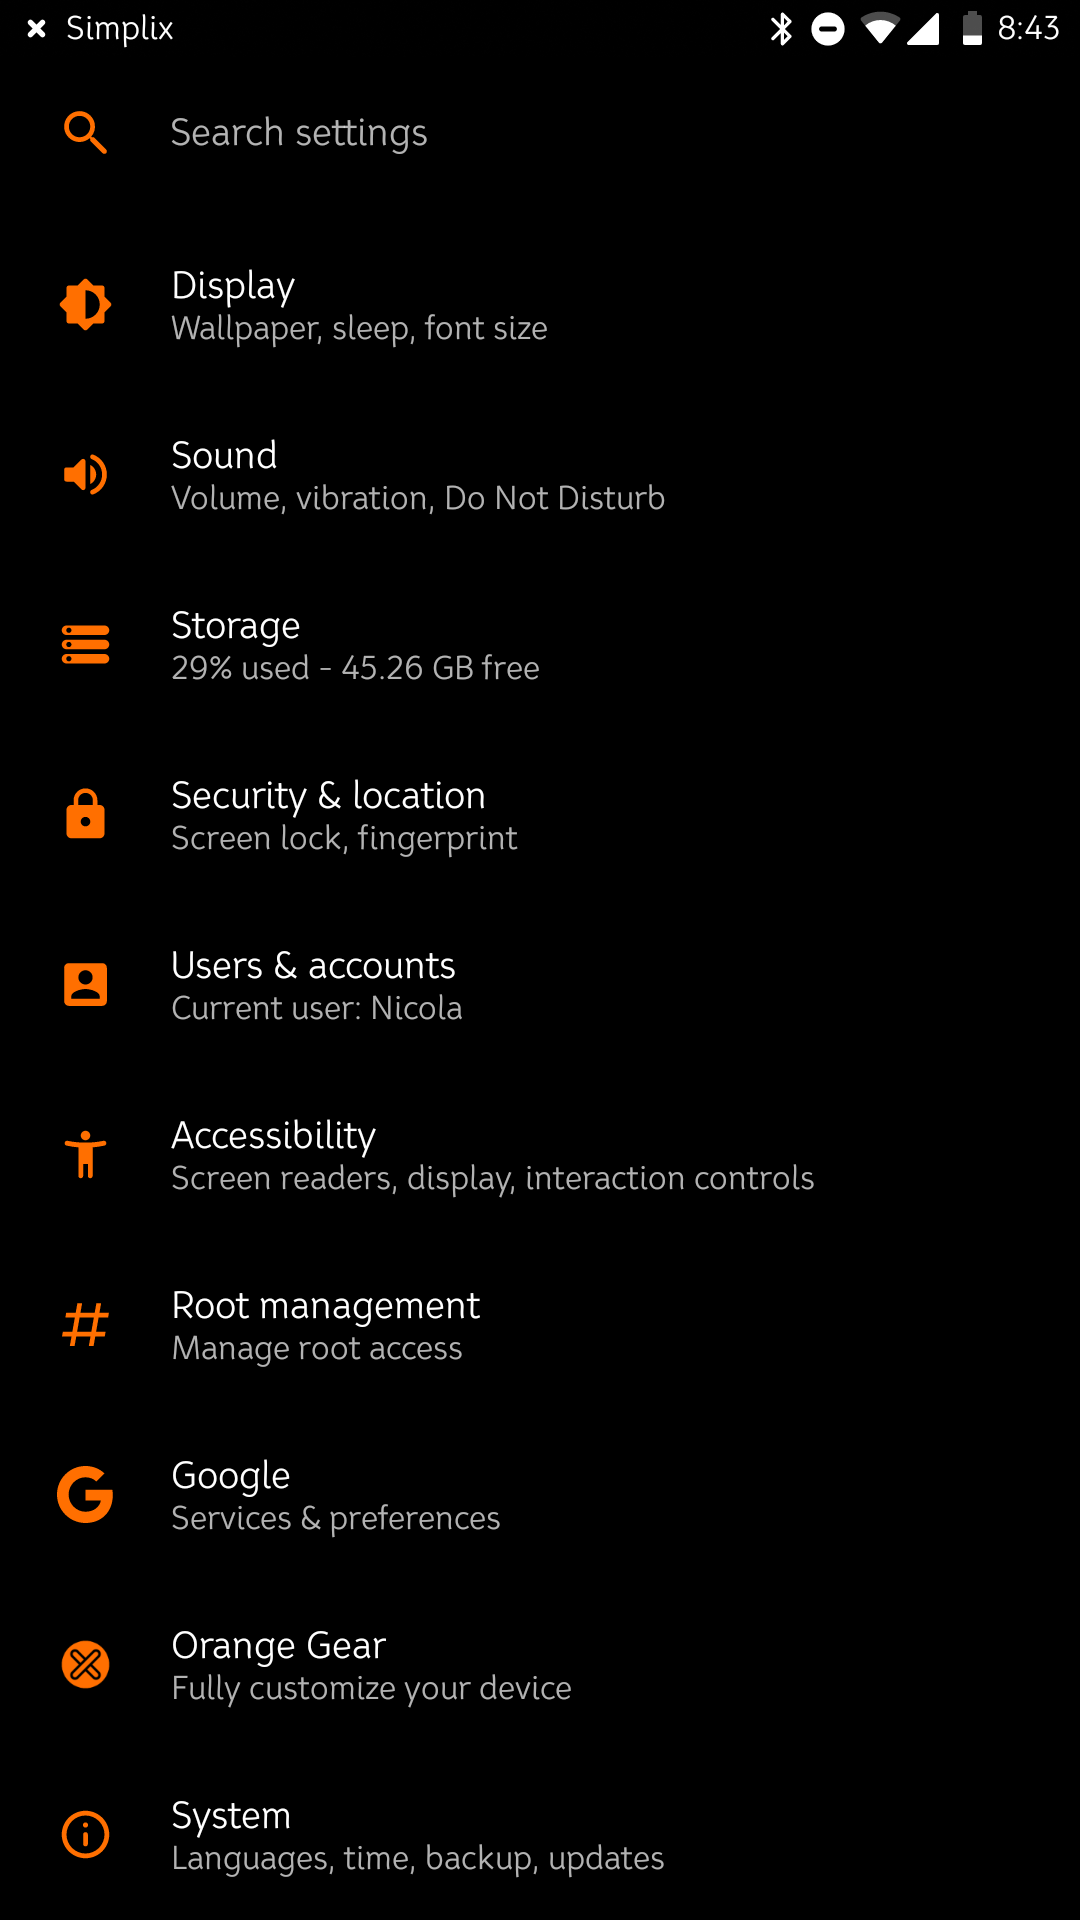 Simplix 8:43
Search settings
Display
Wallpaper, sleep, font size
Sound
Volume, vibration, Do Not Disturb
Storage
29% used - 45.26 GB free
Security & location
Screen lock, fingerprint
Users & accounts
Current user: Nicola
Accessibility
Screen readers, display, interaction controls
Root management
Manage root access
Google
Services & preferences
Orange Gear
Fully customize your device
System
Languages, time, backup, updates